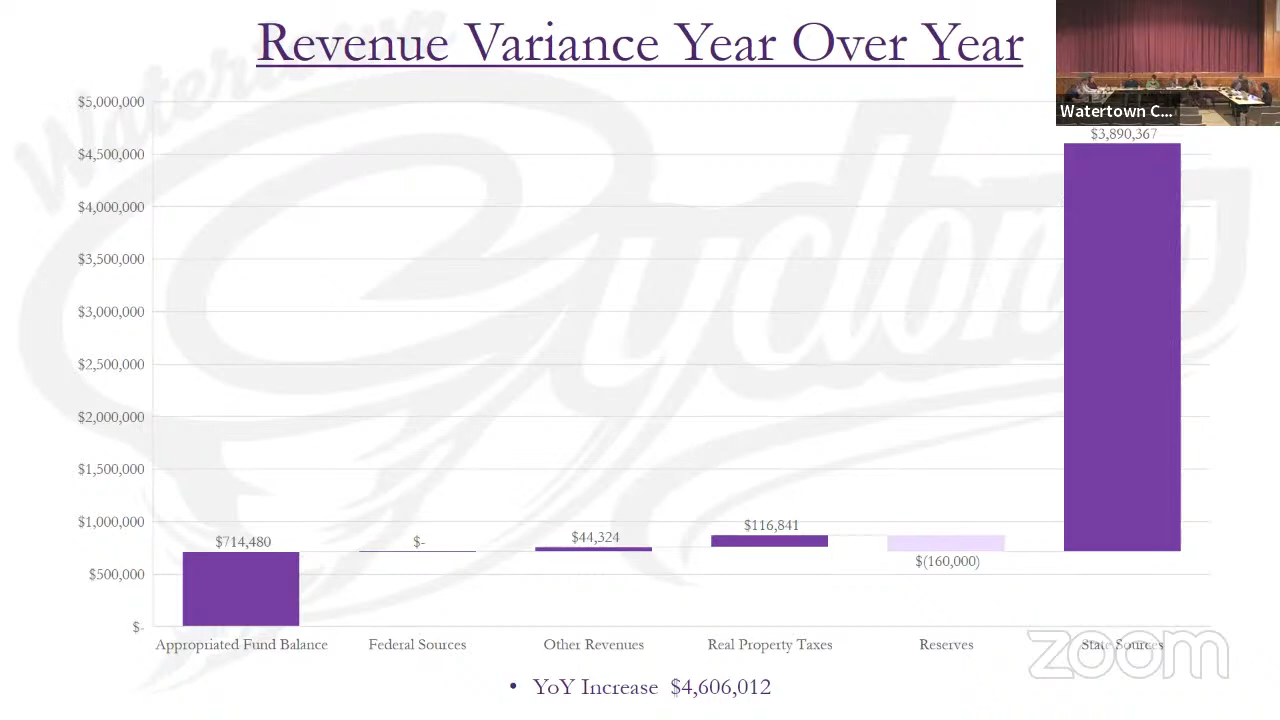 Revenue Variance Year Over Year
Watertown C...
Watertown
Cyclones
$5,000,000
$4,500,000
$4,000,000
$3,500,000
$3,000,000
$2,500,000
$2,000,000
$1,500,000
$1,000,000
$500,000
$-
$714,480
$-
$44,324
$116,841
$(160,000)
$3,890,367
Appropriated Fund Balance
Federal Sources
Other Revenues
Real Property Taxes
Reserves
State Sources
zoom
• YoY Increase $4,606,012